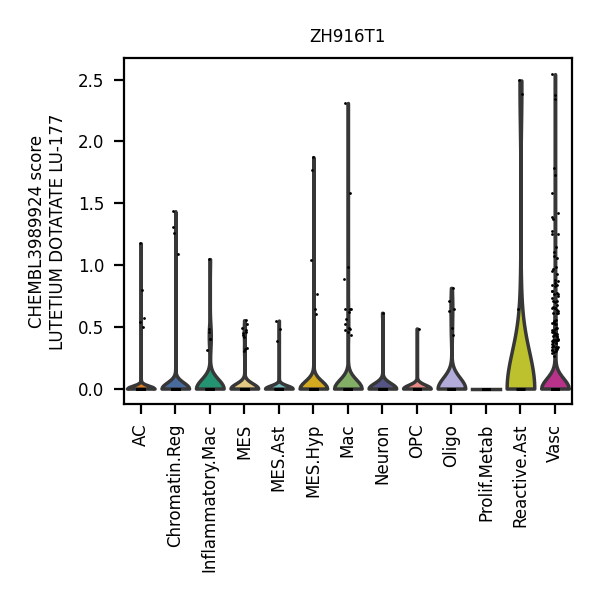 ZH916T1
CHEMBL3989924 score
LUTETIUM DOTATATE LU-177
2.5
2.0
1.5
1.0
0.5
0.0
AC
Chromatin.Reg
Inflammatory.Mac
MES
MES.Ast
MES.Hyp
Mac
Neuron
OPC
Oligo
Prolif.Metab
Reactive.Ast
Vasc